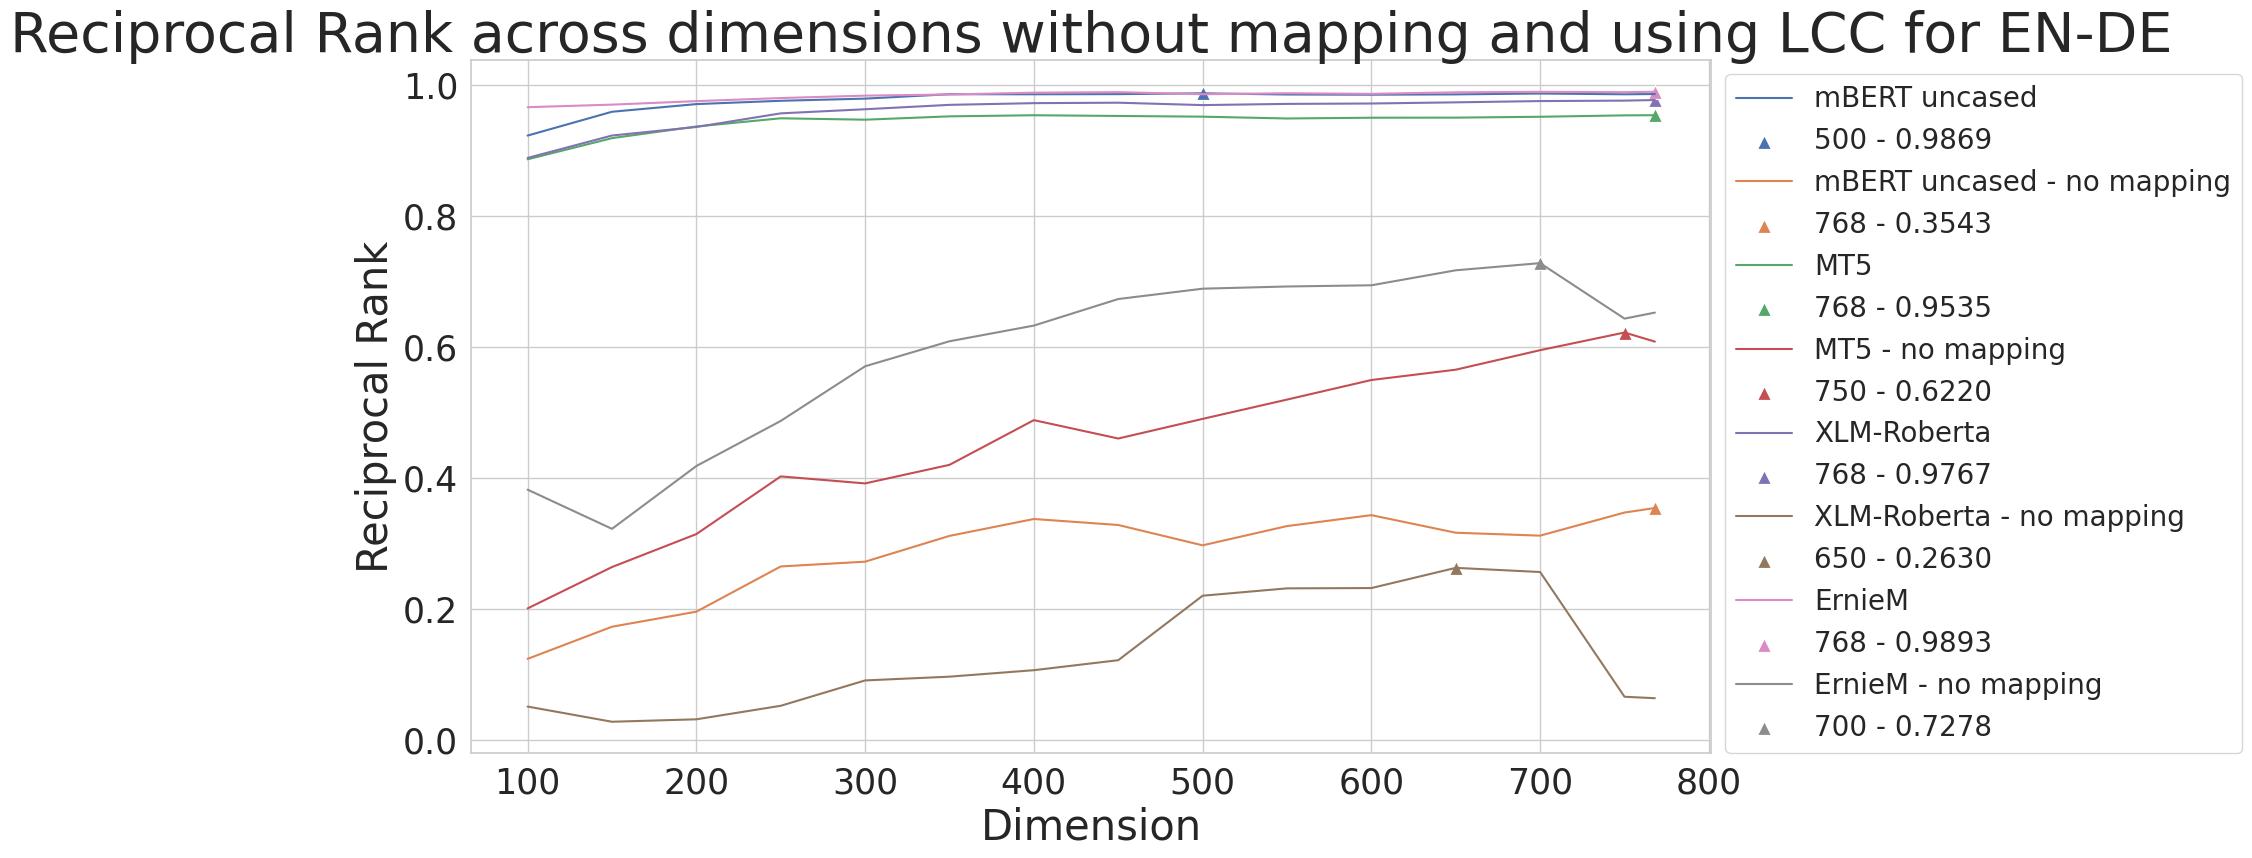 Reciprocal Rank across dimensions without mapping and using LCC for EN-DE
Reciprocal Rank
1.0
0.8
0.6
0.4
0.2
0.0
100 200 300 400 500 600 700 800
Dimension
mBERT uncased
500 - 0.9869
mBERT uncased - no mapping
768 - 0.3543
MT5
768 - 0.9535
MT5 - no mapping
750 - 0.6220
XLM-Roberta
768 - 0.9767
XLM-Roberta - no mapping
650 - 0.2630
ErnieM
768 - 0.9893
ErnieM - no mapping
700 - 0.7278